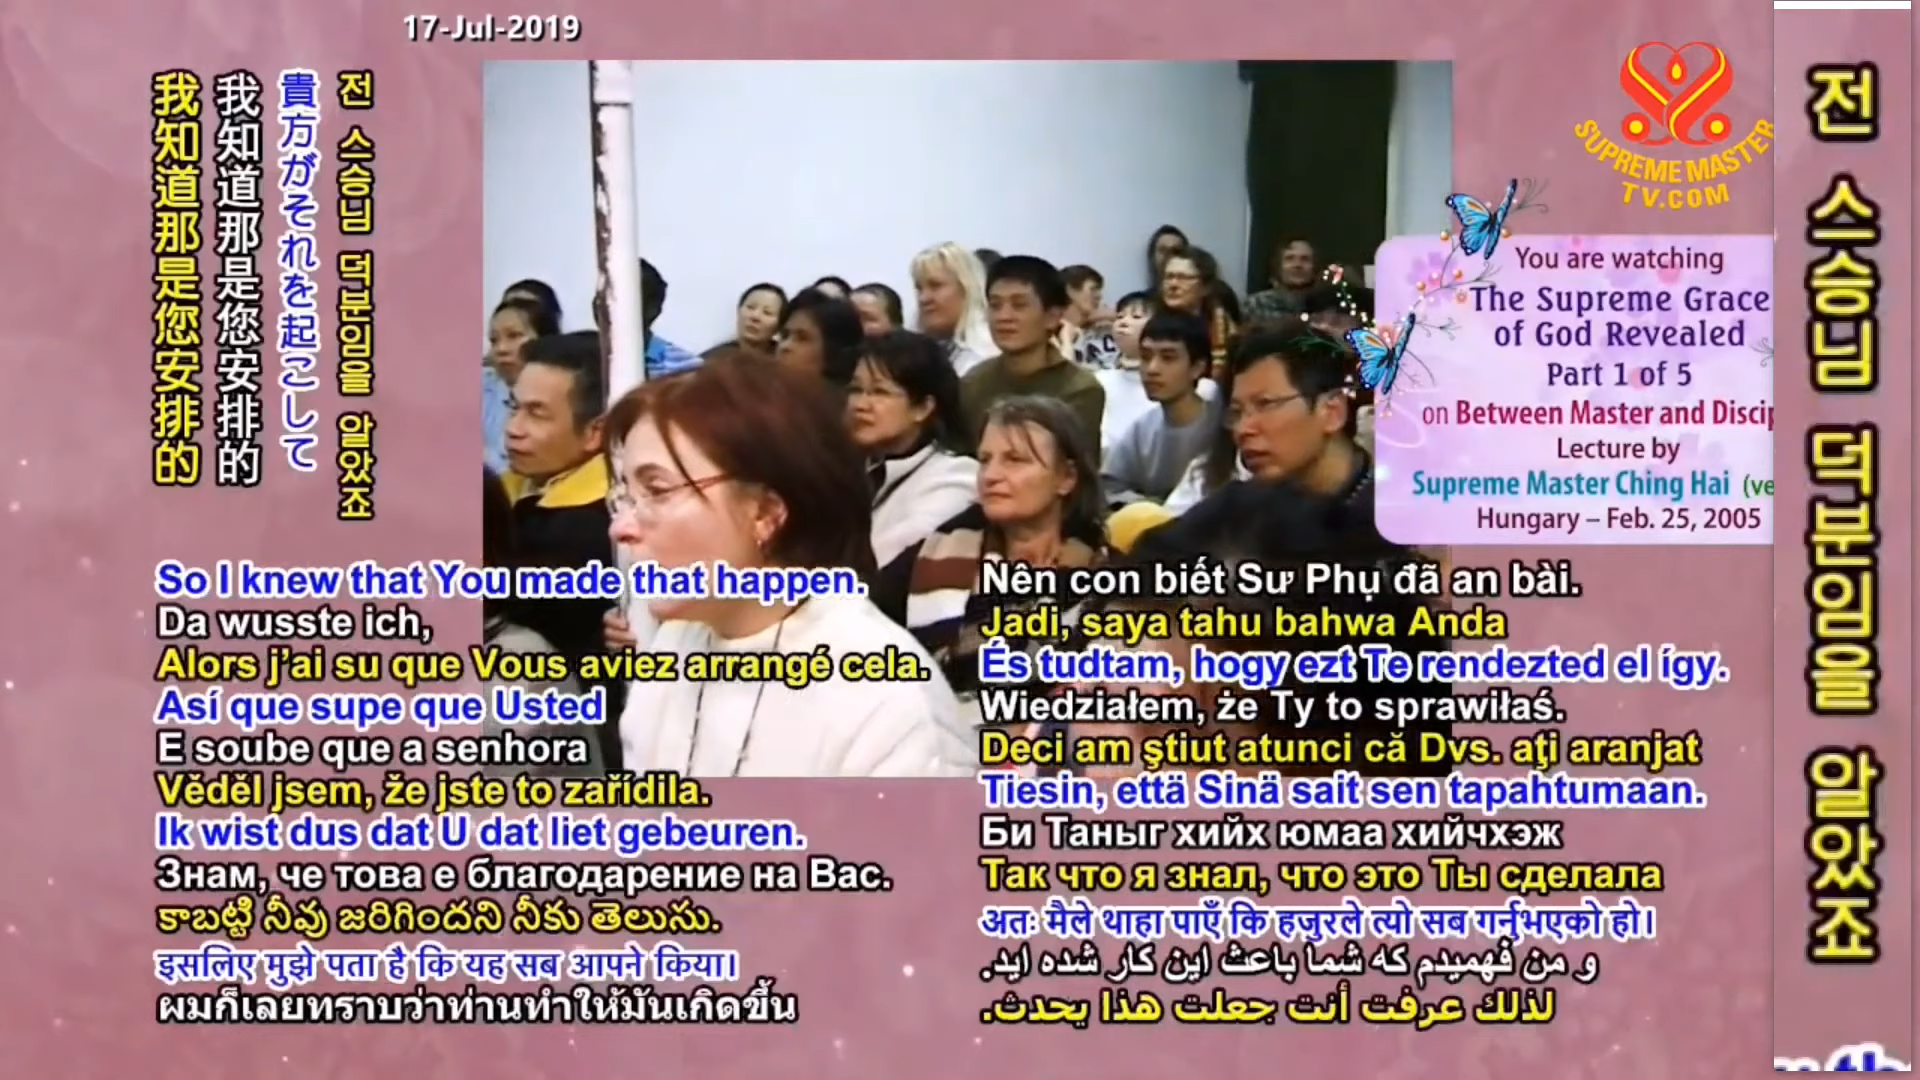 17-Jul-2019
我知道那是您安排的
我知道那是您安排的
貴方がそれを起こして
전 스승님 덕분임을 알았죠
SUPREME MASTER
TV.COM
You are watching
The Supreme Grace
of God Revealed
Part 1 of 5
on Between Master and Discip
Lecture by
Supreme Master Ching Hai (ve
Hungary – Feb. 25, 2005
전 스승님 덕분임을 알았죠
So I knew that You made that happen.
Da wusste ich,
Alors j'ai su que Vous aviez arrangé cela.
Así que supe que Usted
E soube que a senhora
Věděl jsem, že jste to zařídila.
Ik wist dus dat U dat liet gebeuren.
Знам, че това е благодарение на Вас.
కాబట్టి నీవు జరిగిందని నీకు తెలుసు.
इसलिए मुझे पता है कि यह सब आपने किया।
ผมก็เลยทราบว่าท่านทำให้มันเกิดขึ้น
Nên con biết Sư Phụ đã an bài.
Jadi, saya tahu bahwa Anda
És tudtam, hogy ezt Te rendezted el így.
Wiedziałem, że Ty to sprawiłaś.
Deci am ştiut atunci că Dvs. aţi aranjat
Tiesin, että Sinä sait sen tapahtumaan.
Би Таныг хийх юмаа хийчхэж
Так что я знал, что это Ты сделала
अतः मैले थाहा पाएँ कि हजुरले त्यो सब गर्नुभएको हो।
و من فهمیدم که شما باعث این کار شده اید.
لذلك عرفت أنت جعلت هذا يحدث.